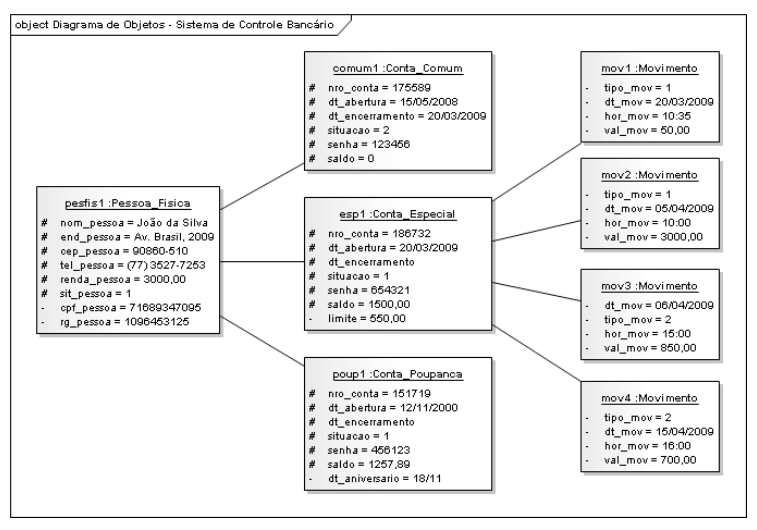 object Diagrama de Objetos - Sistema de Controle Bancário
comum1 :Conta_Comum
# nro_conta = 175589
# dt_abertura = 15/05/2008
# dt_encerramento = 20/03/2009
# situacao = 2
# senha = 123456
# saldo = 0
mov1 :Movimento
- tipo_mov = 1
- dt_mov = 20/03/2009
- hor_mov = 10:35
- val_mov = 50,00
pesfis1 :Pessoa_Fisica
# nom_pessoa = João da Silva
# end_pessoa = Av. Brasil, 2009
# cep_pessoa = 90860-510
# tel_pessoa = (77) 3527-7253
# renda_pessoa = 3000,00
# sit_pessoa = 1
- cpf_pessoa = 71689347095
- rg_pessoa = 1096453125
esp1 :Conta_Especial
# nro_conta = 186732
# dt_abertura = 20/03/2009
# dt_encerramento
# situacao = 1
# senha = 654321
# saldo = 1500,00
- limite = 550,00
mov2 :Movimento
- tipo_mov = 1
- dt_mov = 05/04/2009
- hor_mov = 10:00
- val_mov = 3000,00
mov3 :Movimento
- dt_mov = 06/04/2009
- tipo_mov = 2
- hor_mov = 15:00
- val_mov = 850,00
poup1 :Conta_Poupanca
# nro_conta = 151719
# dt_abertura = 12/11/2000
# dt_encerramento
# situacao = 1
# senha = 456123
# saldo = 1257,89
- dt_aniversario = 18/11
mov4 :Movimento
- tipo_mov = 2
- dt_mov = 15/04/2009
- hor_mov = 16:00
- val_mov = 700,00